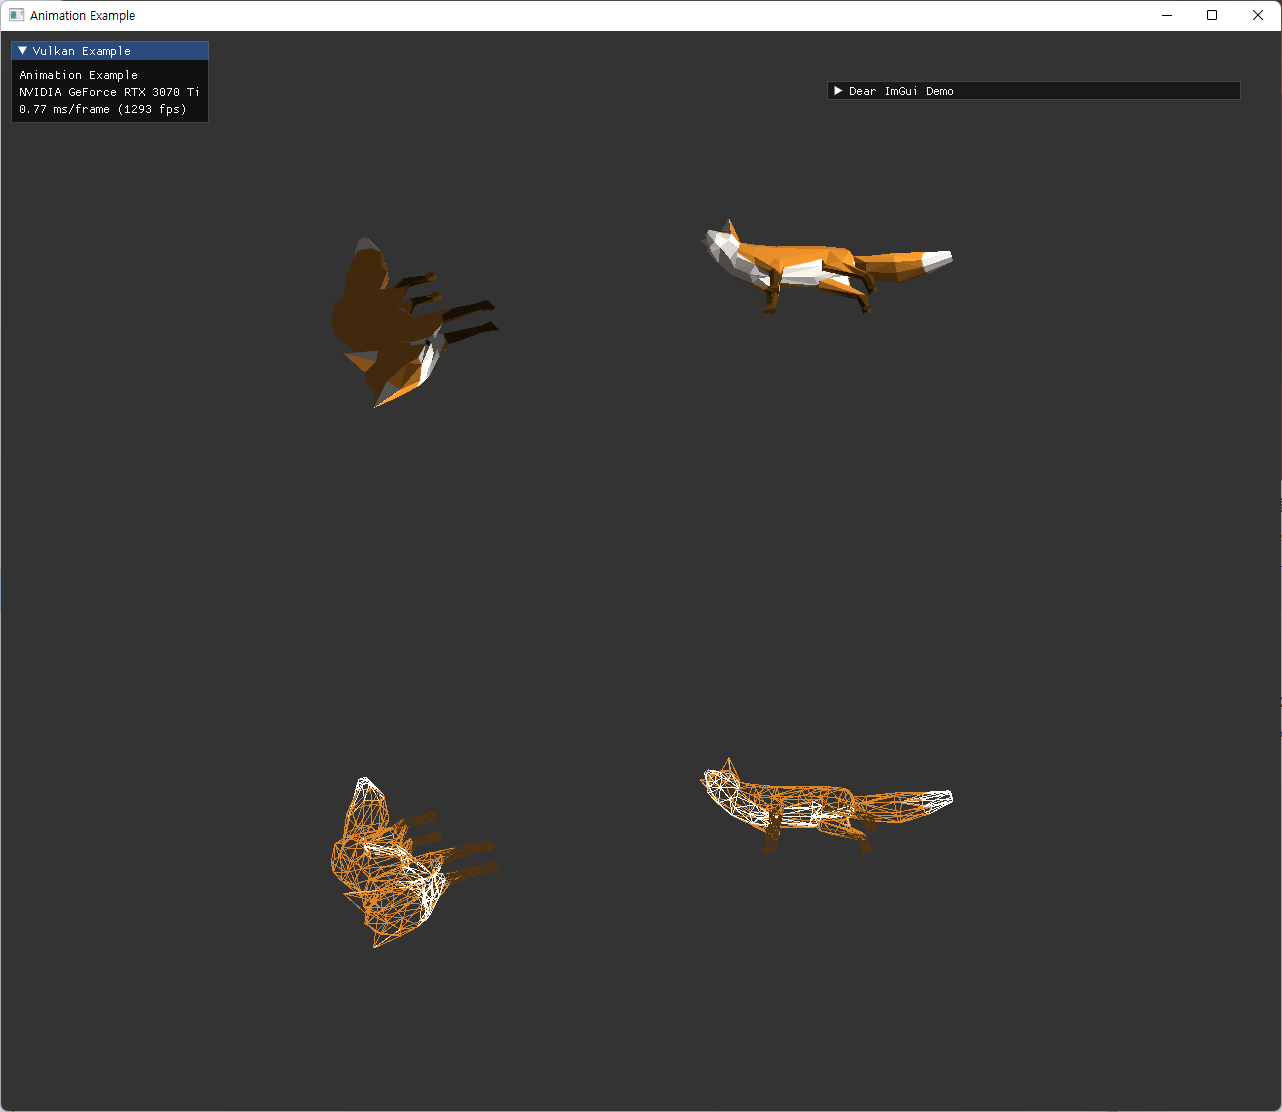 Animation Example
Vulkan Example
Animation Example
NVIDIA GeForce RTX 3070 Ti
0.77 ms/frame (1293 fps)
Dear ImGui Demo